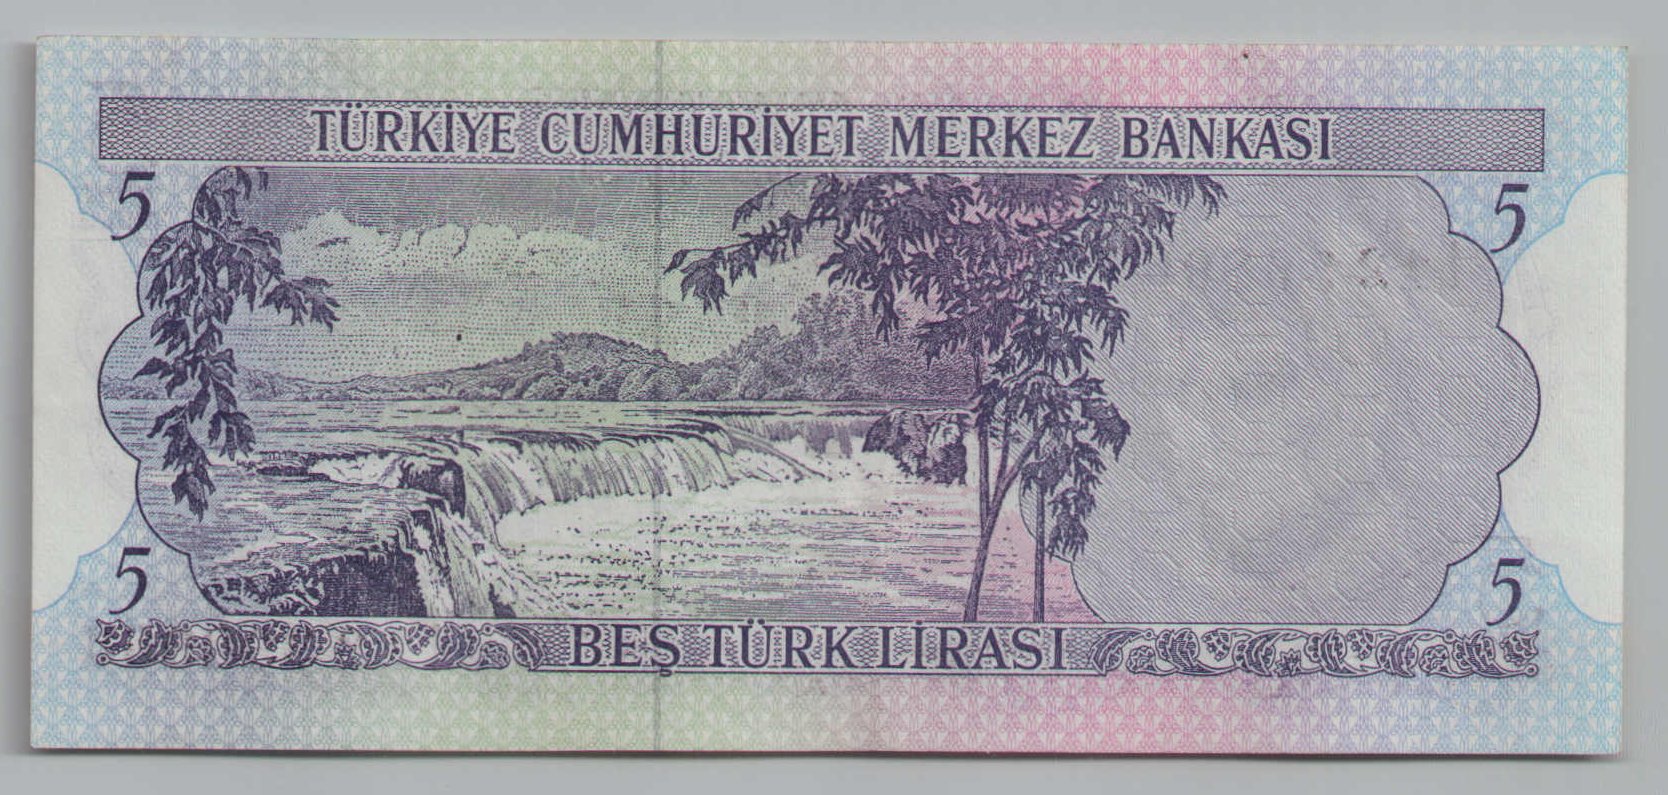 TÜRKİYE CUMHURİYET MERKEZ BANKASI
5 5
5 5
BEŞ TÜRK LİRASI